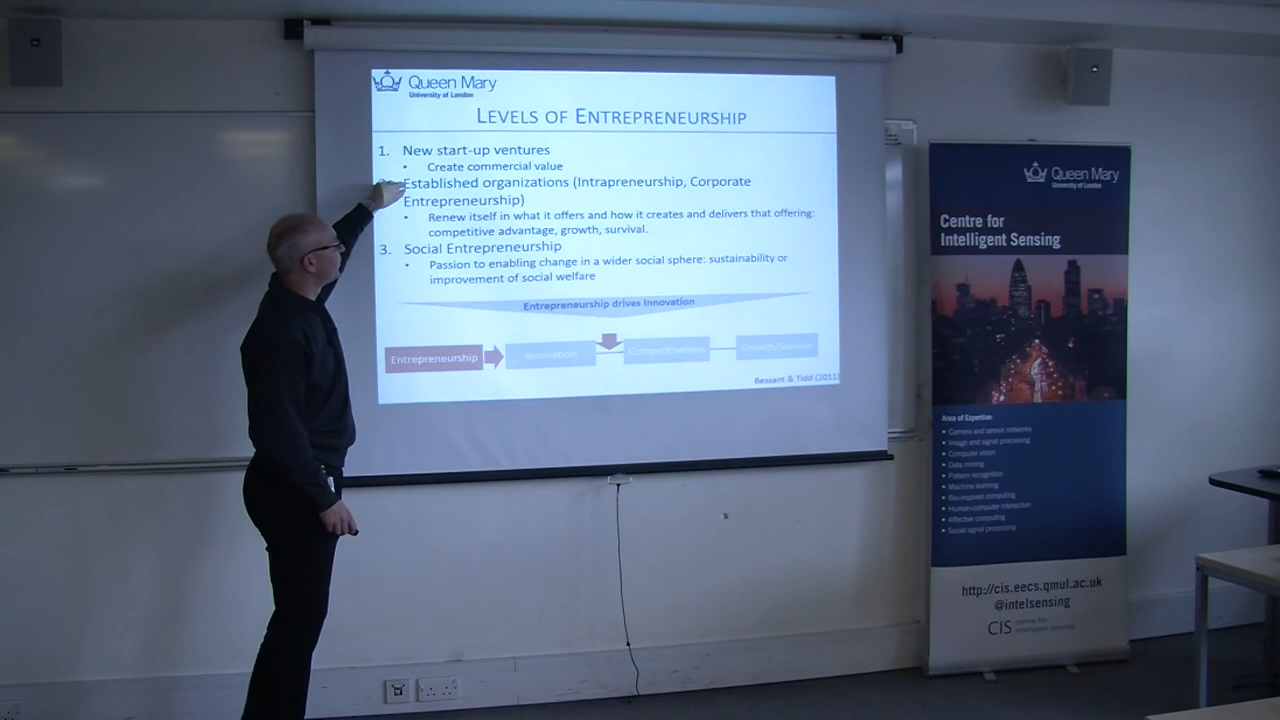 Queen Mary
University of London
LEVELS OF ENTREPRENEURSHIP
1. New start-up ventures
• Create commercial value
Established organizations (Intrapreneurship, Corporate
Entrepreneurship)
• Renew itself in what it offers and how it creates and delivers that offering:
competitive advantage, growth, survival.
3. Social Entrepreneurship
• Passion to enabling change in a wider social sphere: sustainability or
improvement of social welfare
Entrepreneurship drives Innovation
Entrepreneurship
Innovation
Competitiveness
Growth/Survival
Bessant & Tidd (2011)
Queen Mary
University of London
Centre for
Intelligent Sensing
Area of Expertise:
• Camera and sensor networks
• Image and signal processing
• Computer vision
• Data mining
• Pattern recognition
• Machine learning
• Bio-inspired computing
• Human-computer interaction
• Affective computing
• Social signal processing
http://cis.eecs.qmul.ac.uk
@intelsensing
CIS centre for
intelligent sensing